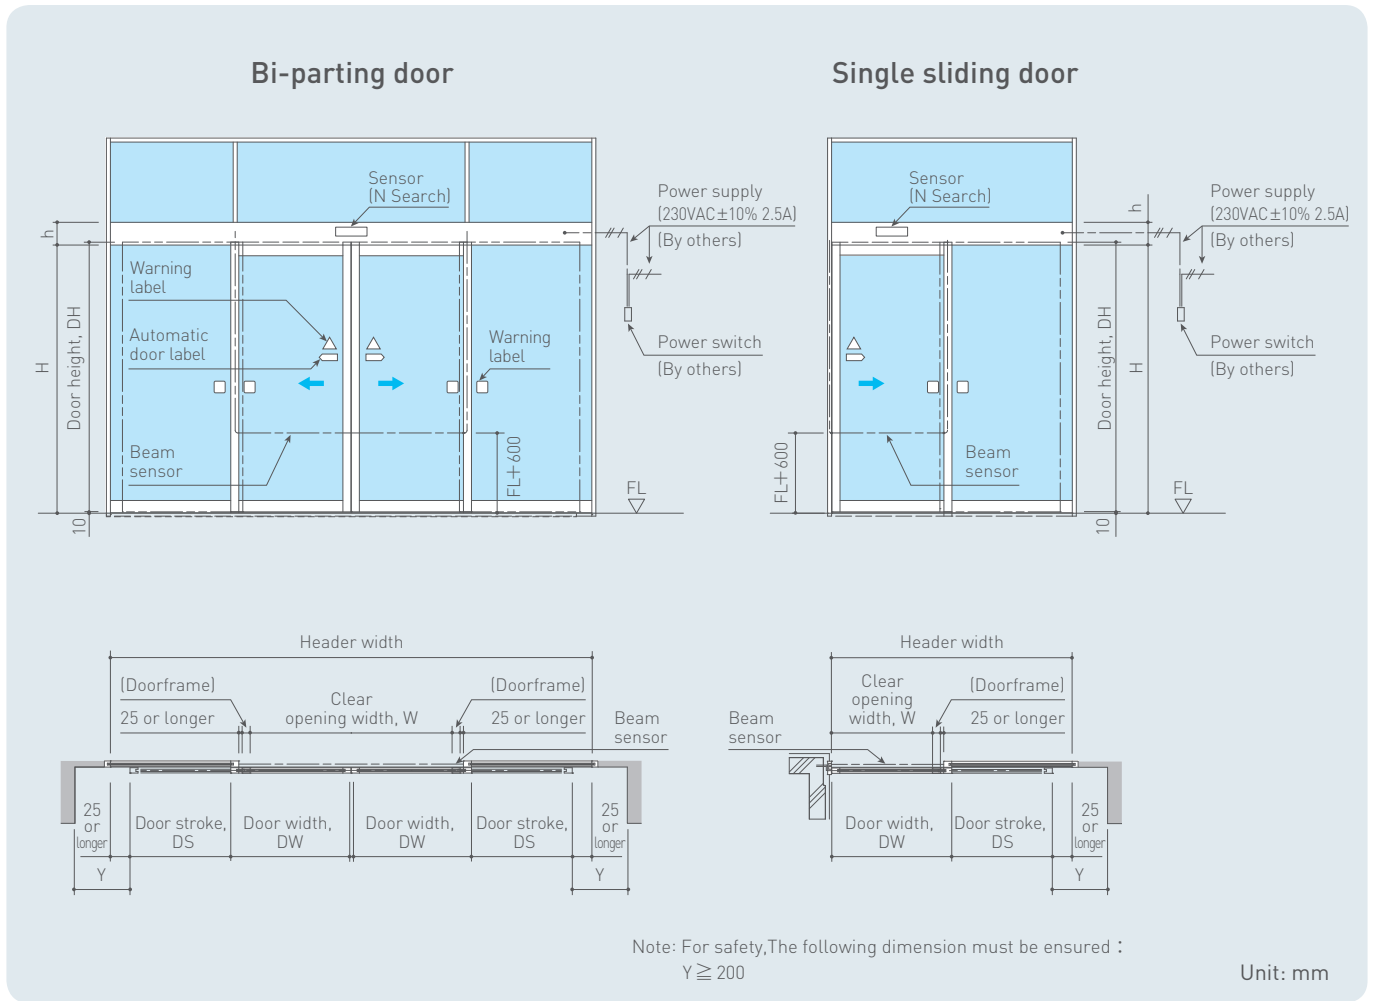 Bi-parting door
Sensor
(N Search)
Power supply
(230VAC±10% 2.5A)
(By others)
h
Warning
label
Automatic
door label
Warning
label
Power switch
(By others)
H
Door height, DH
Beam
sensor
FL+600
FL
10
Single sliding door
Sensor
(N Search)
Power supply
(230VAC±10% 2.5A)
(By others)
h
Power switch
(By others)
Door height, DH
H
Beam
sensor
FL+600
FL
10
Header width
(Doorframe)
25 or longer
Clear
opening width, W
(Doorframe)
25 or longer
Beam
sensor
25
or
longer
Door stroke,
DS
Door width,
DW
Door width,
DW
Door stroke,
DS
25
or
longer
Y
Y
Header width
Clear
opening
width, W
(Doorframe)
25 or longer
Beam
sensor
Door width,
DW
Door stroke,
DS
25
or
longer
Y
Note: For safety,The following dimension must be ensured :
Y≧200
Unit: mm